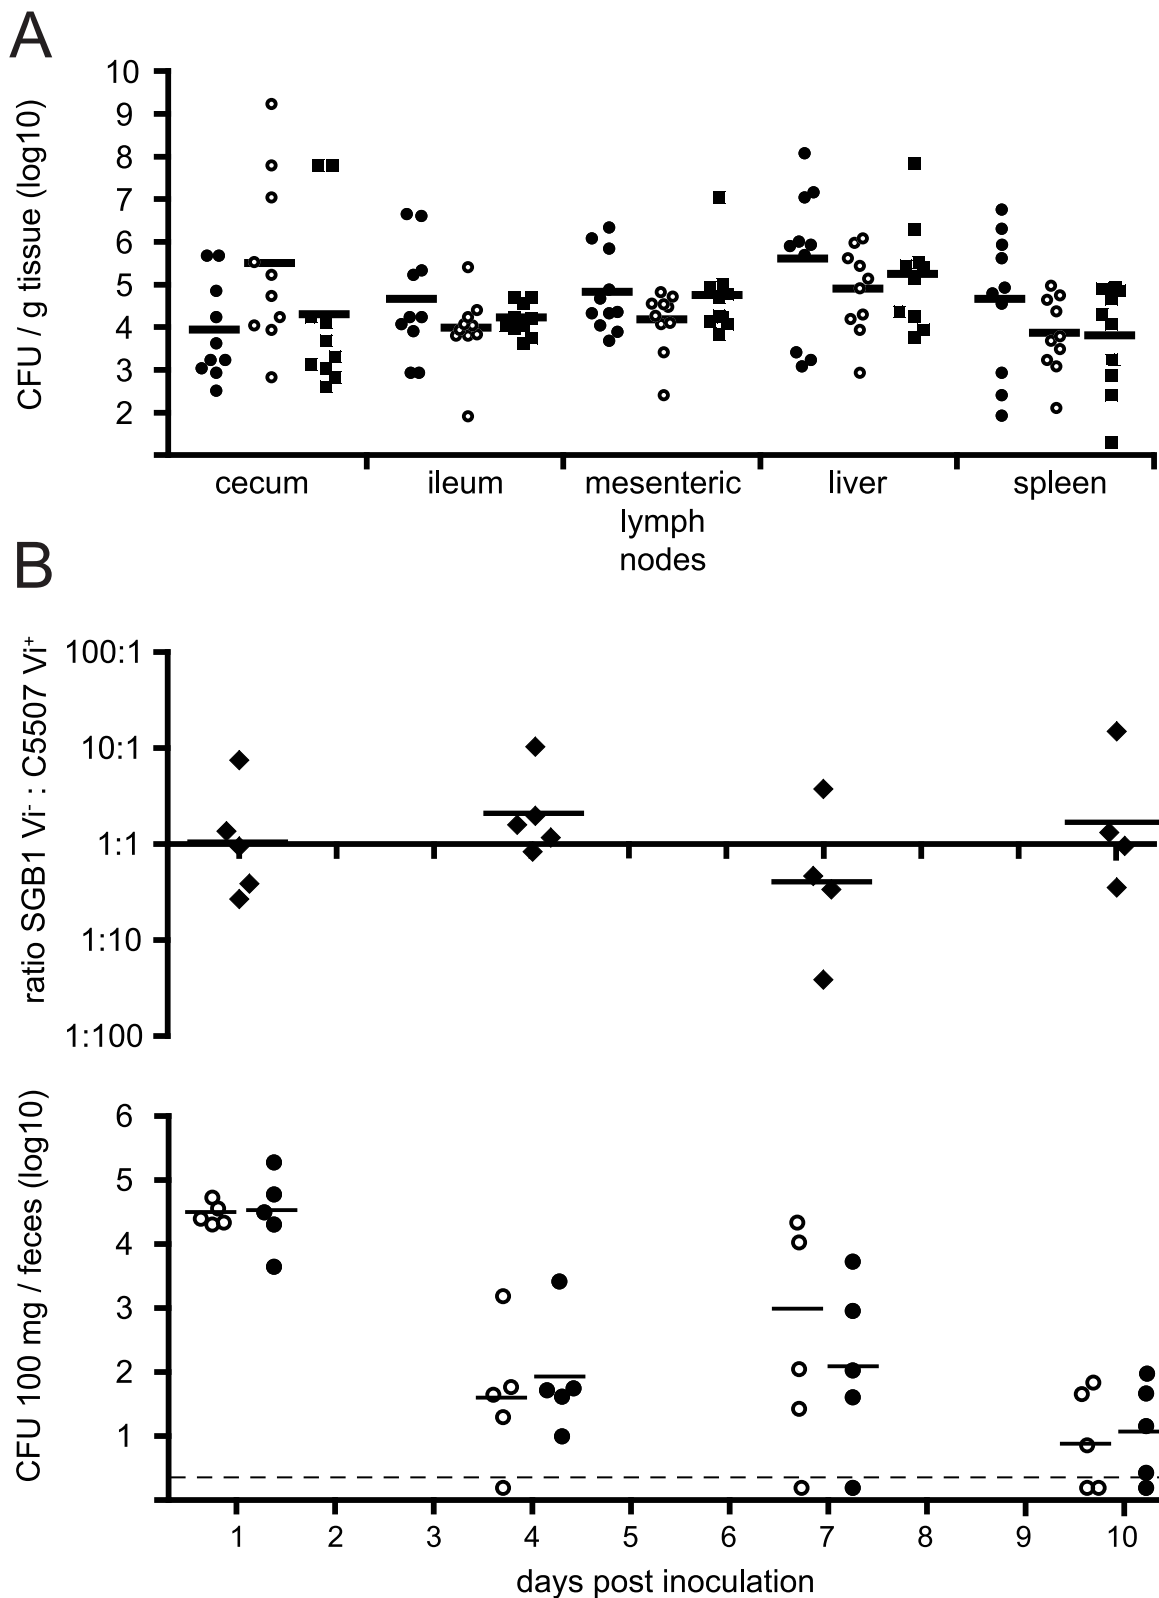 A
CFU / g tissue (log10)
10
9
8
7
6
5
4
3
2
cecum ileum mesenteric lymph nodes liver spleen
B
ratio SGB1 Vi- : C5507 Vi+
100:1
10:1
1:1
1:10
1:100
CFU 100 mg / feces (log10)
6
5
4
3
2
1
1 2 3 4 5 6 7 8 9 10
days post inoculation